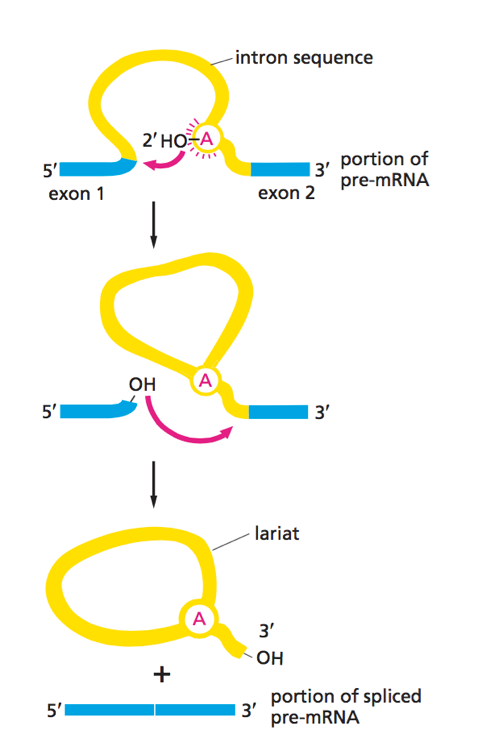 intron sequence
2′ HO–A
5′
3′
portion of
pre-mRNA
exon 1
exon 2
OH
A
5′
3′
lariat
A
3′
OH
+
5′
3′
portion of spliced
pre-mRNA